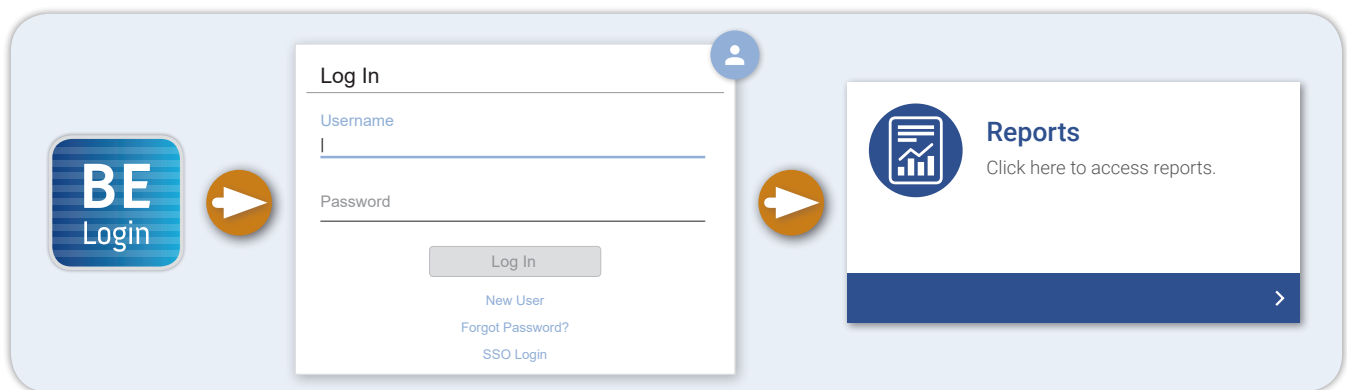 BE
Login
Log In
Username
Password
Log In
New User
Forgot Password?
SSO Login
Reports
Click here to access reports.